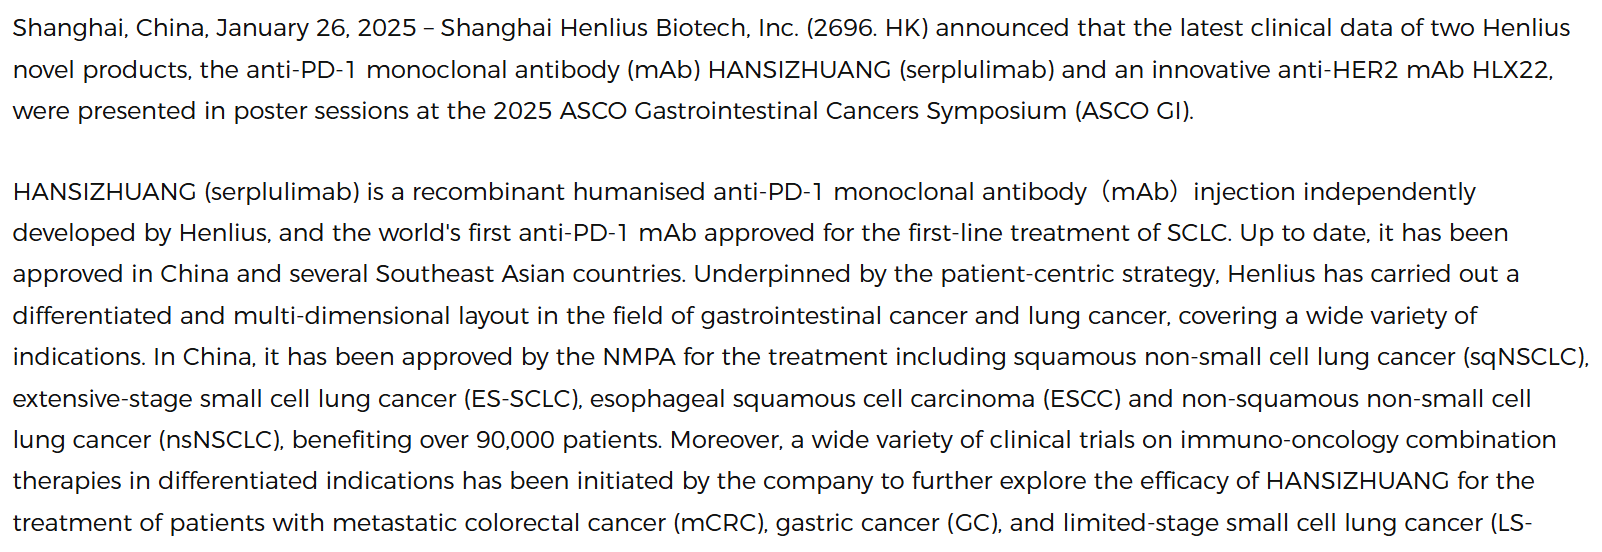 Shanghai, China, January 26, 2025 – Shanghai Henlius Biotech, Inc. (2696. HK) announced that the latest clinical data of two Henlius
novel products, the anti-PD-1 monoclonal antibody (mAb) HANSIZHUANG (serplulimab) and an innovative anti-HER2 mAb HLX22,
were presented in poster sessions at the 2025 ASCO Gastrointestinal Cancers Symposium (ASCO GI).
HANSIZHUANG (serplulimab) is a recombinant humanised anti-PD-1 monoclonal antibody（mAb）injection independently
developed by Henlius, and the world's first anti-PD-1 mAb approved for the first-line treatment of SCLC. Up to date, it has been
approved in China and several Southeast Asian countries. Underpinned by the patient-centric strategy, Henlius has carried out a
differentiated and multi-dimensional layout in the field of gastrointestinal cancer and lung cancer, covering a wide variety of
indications. In China, it has been approved by the NMPA for the treatment including squamous non-small cell lung cancer (sqNSCLC),
extensive-stage small cell lung cancer (ES-SCLC), esophageal squamous cell carcinoma (ESCC) and non-squamous non-small cell
lung cancer (nsNSCLC), benefiting over 90,000 patients. Moreover, a wide variety of clinical trials on immuno-oncology combination
therapies in differentiated indications has been initiated by the company to further explore the efficacy of HANSIZHUANG for the
treatment of patients with metastatic colorectal cancer (mCRC), gastric cancer (GC), and limited-stage small cell lung cancer (LS-